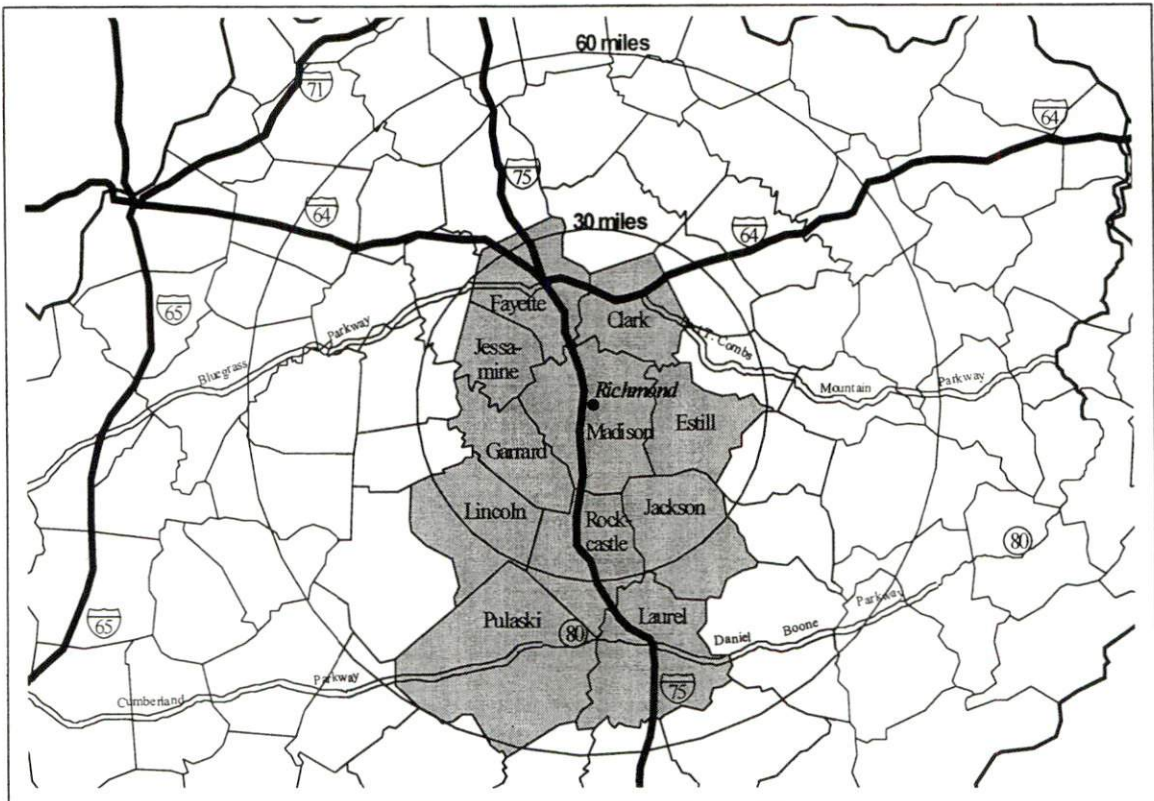 60 miles
71
64
75
64
30 miles
64
65
Fayette
Clark
Parkway
Bluegrass
Jessa-
mine
Combs
Mountain
Parkway
Richmond
Madison
Estill
Garrard
Lincoln
Jackson
Rock-
castle
80
65
Pulaski
80
Laurel
Parkway
Daniel Boone
Parkway
Cumberland
75